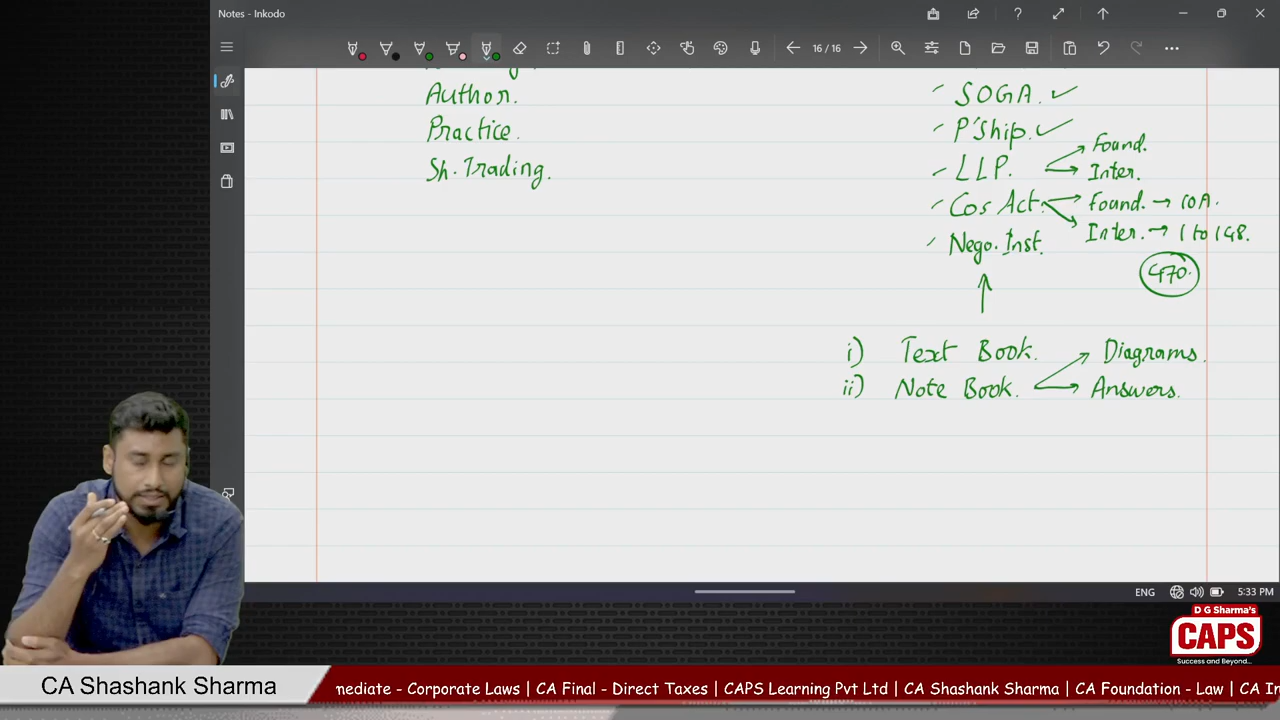 Notes - Inkodo
16/16
Author.
Practice.
Sh. Trading.
SOGA.
P'Ship.
LLP.
Found.
Inter.
Cos Act.
Found. → COA.
Inter. → 1 to 148.
Nego. Inst.
470.
i) Text Book.
Diagrams.
ii) Note Book.
Answers.
ENG
5:33 PM
D G Sharma's
CAPS
Success and Beyond...
CA Shashank Sharma
mediate - Corporate Laws | CA Final - Direct Taxes | CAPS Learning Pvt Ltd | CA Shashank Sharma | CA Foundation - Law | CA In